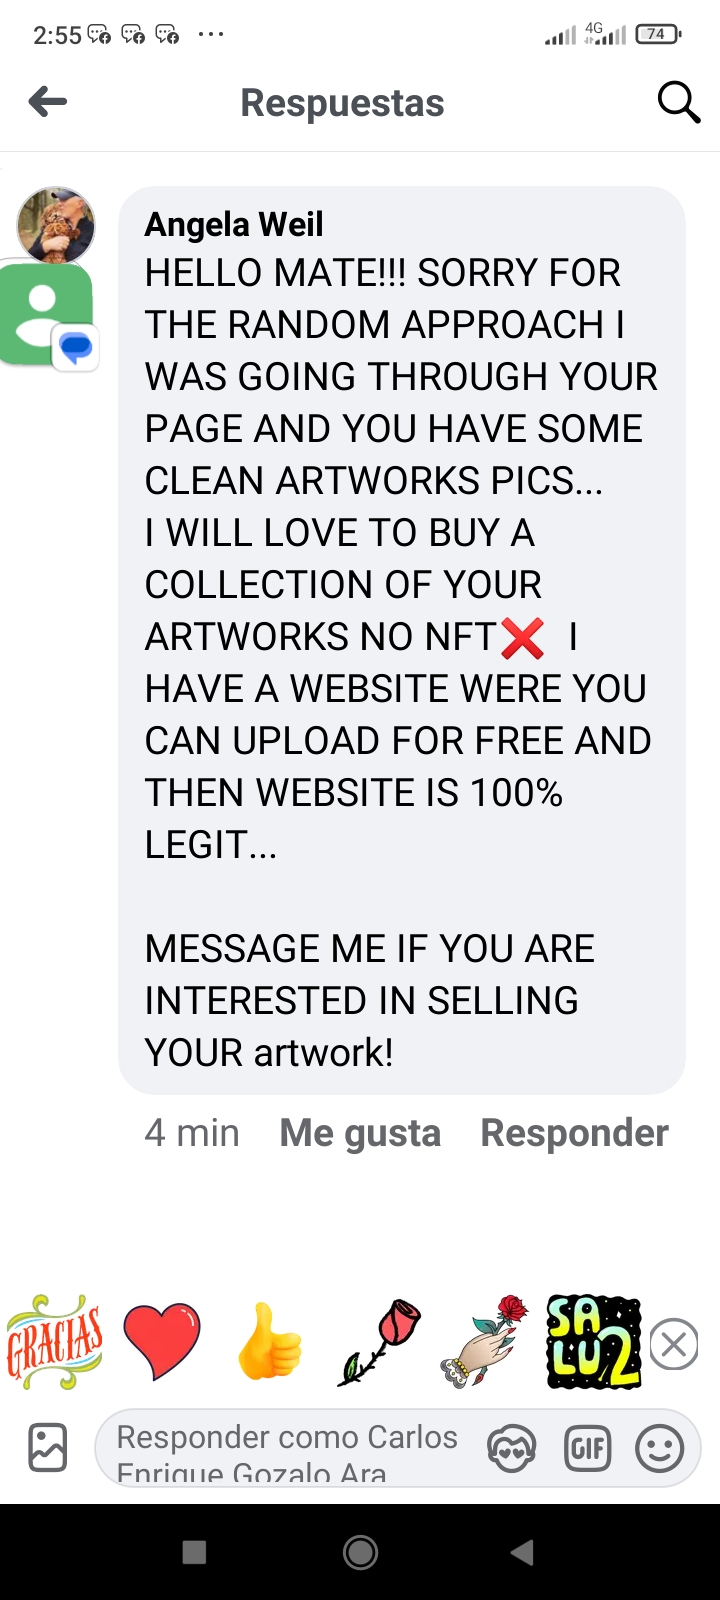 2:55
4G
74
Respuestas
Angela Weil
HELLO MATE!!! SORRY FOR
THE RANDOM APPROACH I
WAS GOING THROUGH YOUR
PAGE AND YOU HAVE SOME
CLEAN ARTWORKS PICS...
I WILL LOVE TO BUY A
COLLECTION OF YOUR
ARTWORKS NO NFT❌ I
HAVE A WEBSITE WERE YOU
CAN UPLOAD FOR FREE AND
THEN WEBSITE IS 100%
LEGIT...
MESSAGE ME IF YOU ARE
INTERESTED IN SELLING
YOUR artwork!
4 min Me gusta Responder
GRACIAS
SA
LU2
Responder como Carlos
Enrique Gozalo Ara
GIF